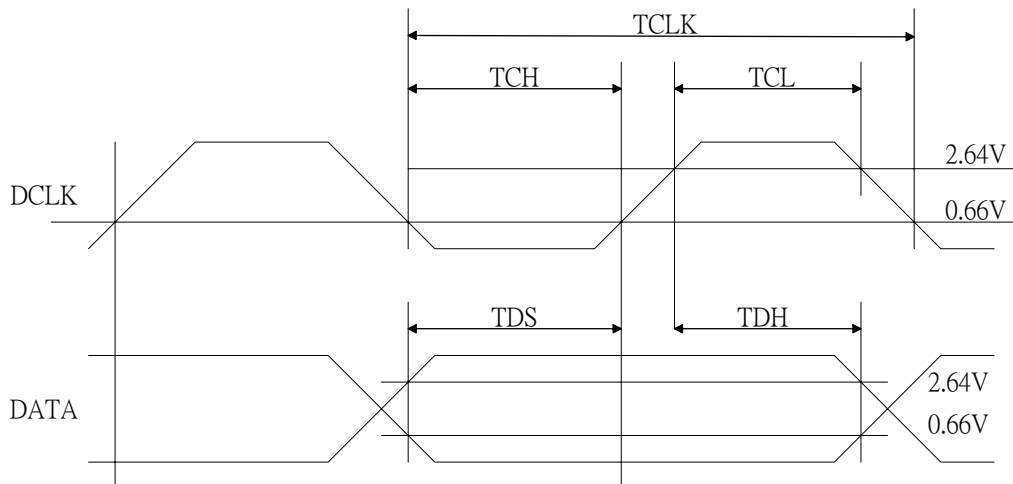 TCLK
TCH
TCL
2.64V
DCLK
0.66V
TDS
TDH
2.64V
DATA
0.66V